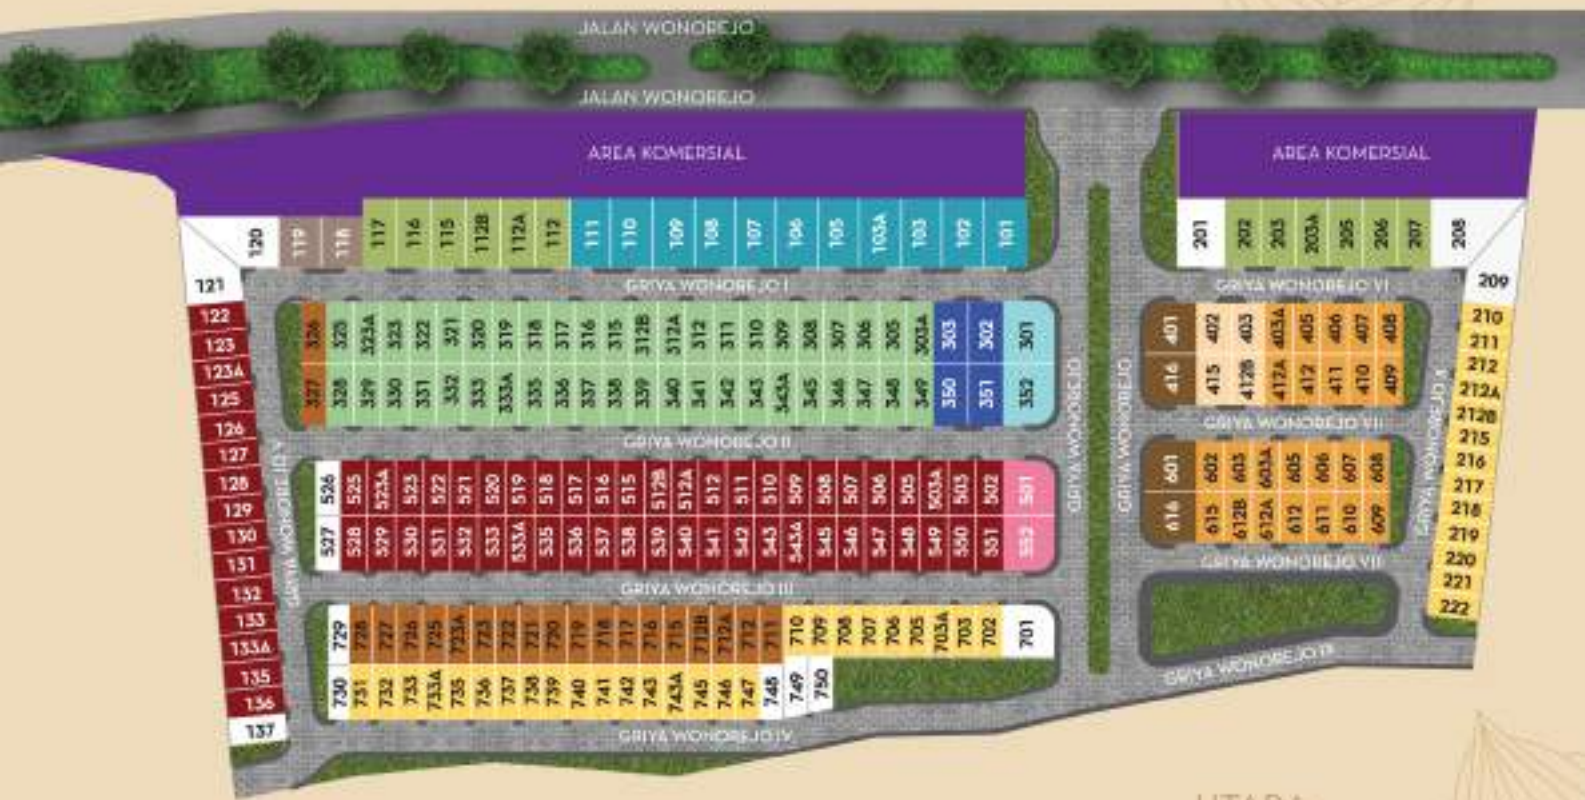 JALAN WONOREJO
JALAN WONOREJO
AREA KOMERSIAL
AREA KOMERSIAL
120 119 118 117 116 115 112B 112A 112 111 110 109 108 107 106 105 103A 103 102 101
201 202 203 203A 205 206 207 208
121
GRIYA WONOREJO I
GRIYA WONOREJO VI
209
122
123
123A
125
126
127
128
129
130
131
132
133
133A
135
136
137
326 325 323A 323 322 321 320 319 318 317 316 315 312B 312A 312 311 310 309 308 307 306 305 303A 303 302 301
327 328 329 330 331 332 333 333A 335 336 337 338 339 340 341 342 343 343A 345 346 347 348 349 350 351 352
401 402 403 403A 405 406 407 408
416 415 412B 412A 412 411 410 409
210
211
212
212A
212B
215
216
217
218
219
220
221
222
GRIYA WONOREJO II
GRIYA WONOREJO VII
GRIYA WONOREJO V
GRIYA WONOREJO
GRIYA WONOREJO
GRIYA WONOREJO X
526 525 523A 523 522 521 520 519 518 517 516 515 512B 512A 512 511 510 509 508 507 506 505 503A 503 502 501
527 528 529 530 531 532 533 533A 535 536 537 538 539 540 541 542 543 543A 545 546 547 548 549 550 551 552
601 602 603 603A 605 606 607 608
616 615 612B 612A 612 611 610 609
GRIYA WONOREJO III
GRIYA WONOREJO VII
729 728 727 726 725 723A 723 722 721 720 719 718 717 716 715 712B 712A 712 711 710 709 708 707 706 705 703A 703 702 701
730 731 732 733 733A 735 736 737 738 739 740 741 742 743 743A 745 746 747 748 749 750
GRIYA WONOREJO IX
GRIYA WONOREJO IV
UTARA